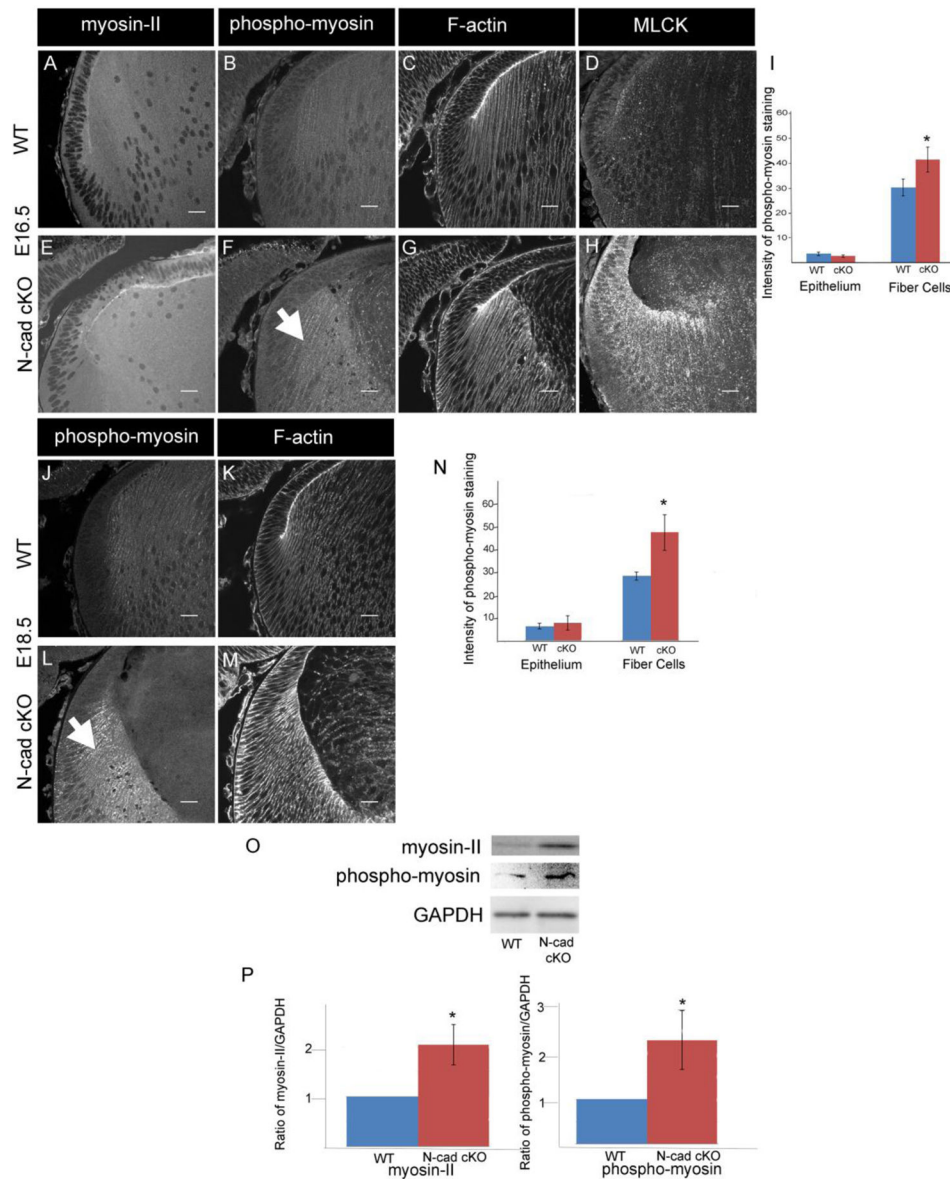 myosin-II phospho-myosin F-actin MLCK
A B C D
WT
E16.5
E F G H
N-cad cKO
I
Intensity of phospho-myosin staining
60
50
40
30
20
10
*
WT cKO WT cKO
Epithelium Fiber Cells
phospho-myosin F-actin
J K
WT
E18.5
L M
N-cad cKO
N
Intensity of phospho-myosin staining
60
50
40
30
20
10
*
WT cKO WT cKO
Epithelium Fiber Cells
O
myosin-II
phospho-myosin
GAPDH
WT N-cad
cKO
P
Ratio of myosin-II/GAPDH
2
1
*
WT N-cad cKO
myosin-II
Ratio of phospho-myosin/GAPDH
3
2
1
*
WT N-cad cKO
phospho-myosin